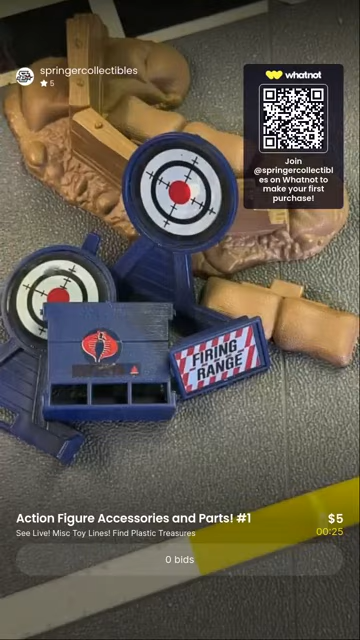 springercollectibles
★ 5
whatnot
Join
@springercollectibl
es on Whatnot to
make your first
purchase!
FIRING
RANGE
Action Figure Accessories and Parts! #1
$5
See Live! Misc Toy Lines! Find Plastic Treasures
00:25
0 bids